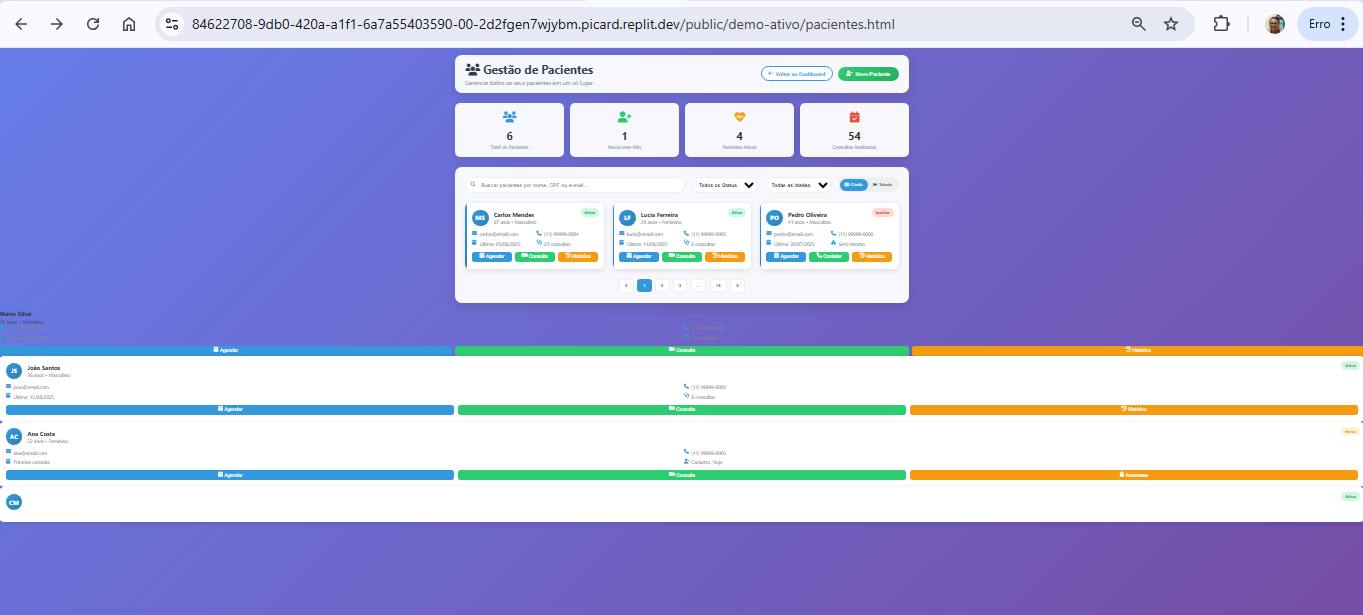 84622708-9db0-420a-a1f1-6a7a55403590-00-2d2fgen7wjybm.picard.replit.dev/public/demo-ativo/pacientes.html
Erro
Gestão de Pacientes
Gerencie todos os seus pacientes em um só lugar
Voltar ao Dashboard
Novo Paciente
6
Total de Pacientes
1
Novos este Mês
4
Pacientes Ativos
54
Consultas Realizadas
Buscar pacientes por nome, CPF ou e-mail...
Todos os Status
Todas as Idades
Cards
Tabela
MS
Carlos Mendes
67 anos • Masculino
Ativo
carlos@email.com
(11) 99999-0004
Última: 05/08/2025
25 consultas
Agendar
Consulta
Histórico
LF
Lucia Ferreira
29 anos • Feminino
Ativo
lucia@email.com
(11) 99999-0005
Última: 14/08/2025
Agendar
Consulta
Histórico
PO
Pedro Oliveira
41 anos • Masculino
Inativo
pedro@email.com
(11) 99999-0006
Última: 20/07/2025
Sem retorno
Agendar
Contatar
Histórico
‹
1
2
3
...
15
›
Maria Silva
45 anos • Feminino
Agendar
Consulta
Histórico
JS
João Santos
38 anos • Masculino
Ativo
joao@email.com
(11) 99999-0002
Última: 12/08/2025
8 consultas
Agendar
Consulta
Histórico
AC
Ana Costa
52 anos • Feminino
Novo
ana@email.com
(11) 99999-0003
Primeira consulta
Cadastro: Hoje
Agendar
Consulta
Anamnese
CM
Ativo